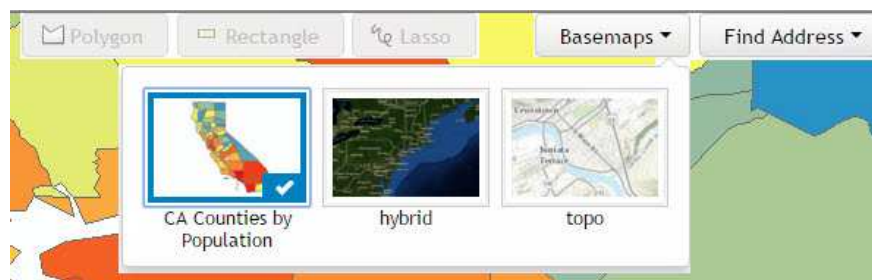 Polygon
Rectangle
Lasso
Basemaps
Find Address
CA Counties by
Population
hybrid
topo